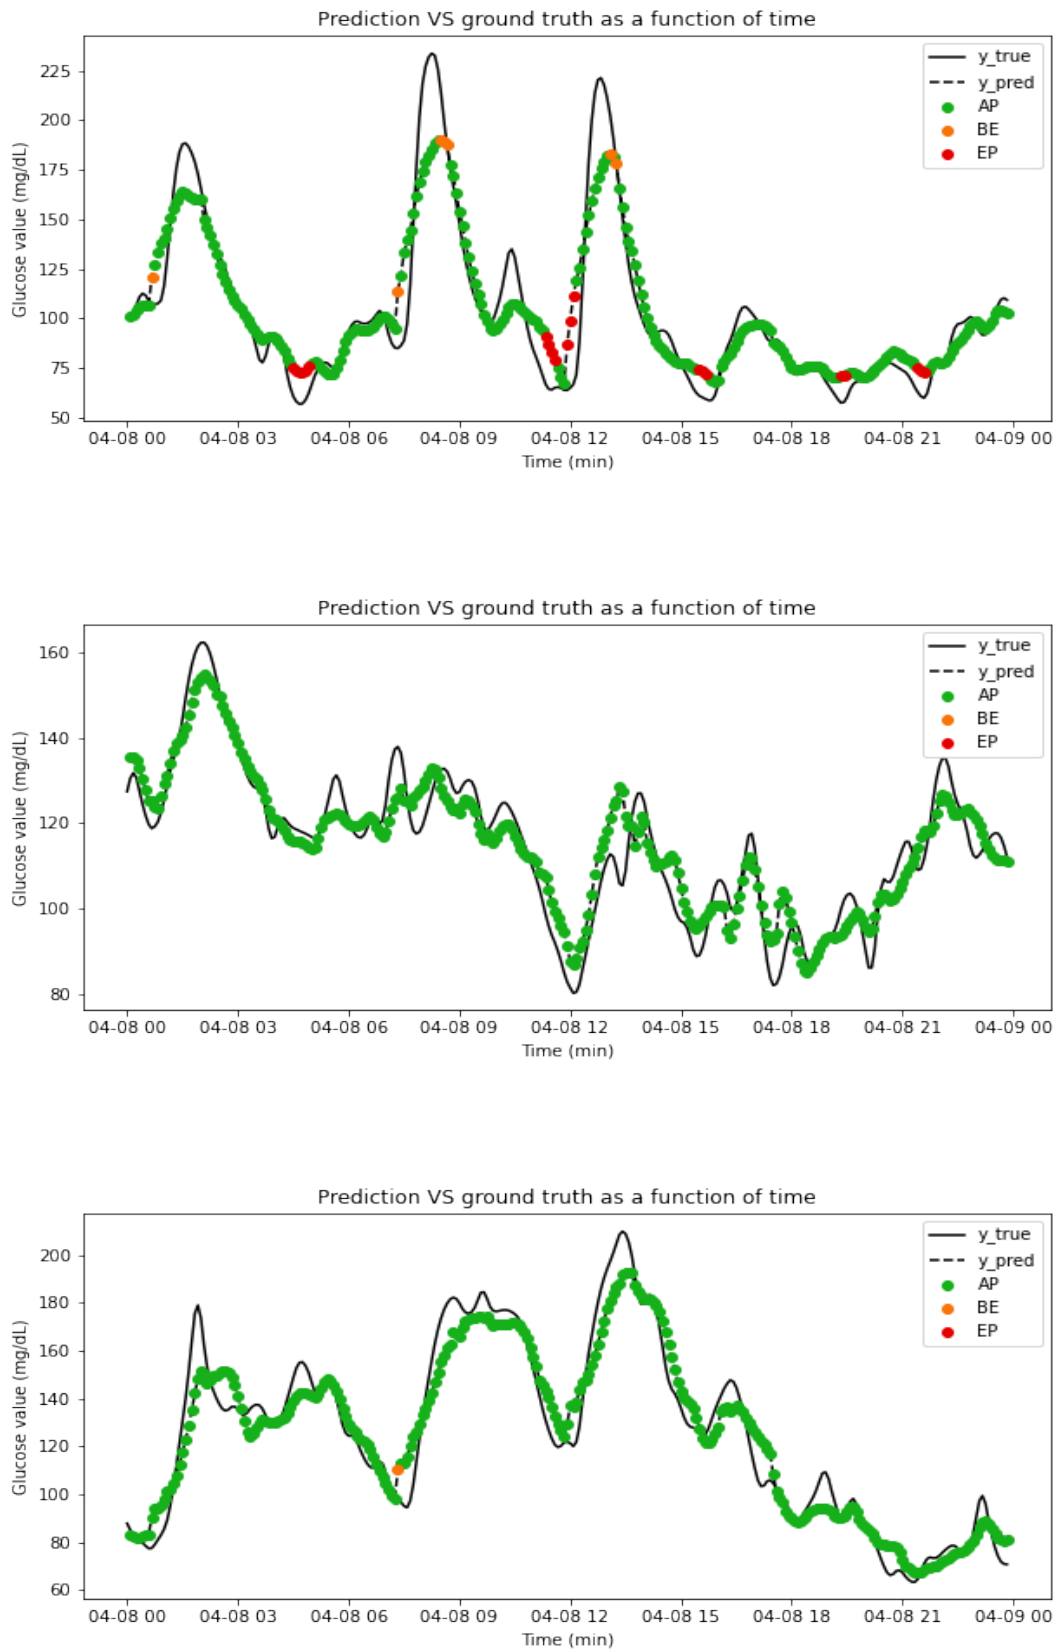 Prediction VS ground truth as a function of time
Glucose value (mg/dL)
225
200
175
150
125
100
75
50
y_true
y_pred
AP
BE
EP
04-08 00 04-08 03 04-08 06 04-08 09 04-08 12 04-08 15 04-08 18 04-08 21 04-09 00
Time (min)
Prediction VS ground truth as a function of time
Glucose value (mg/dL)
160
140
120
100
80
y_true
y_pred
AP
BE
EP
04-08 00 04-08 03 04-08 06 04-08 09 04-08 12 04-08 15 04-08 18 04-08 21 04-09 00
Time (min)
Prediction VS ground truth as a function of time
Glucose value (mg/dL)
200
180
160
140
120
100
80
60
y_true
y_pred
AP
BE
EP
04-08 00 04-08 03 04-08 06 04-08 09 04-08 12 04-08 15 04-08 18 04-08 21 04-09 00
Time (min)